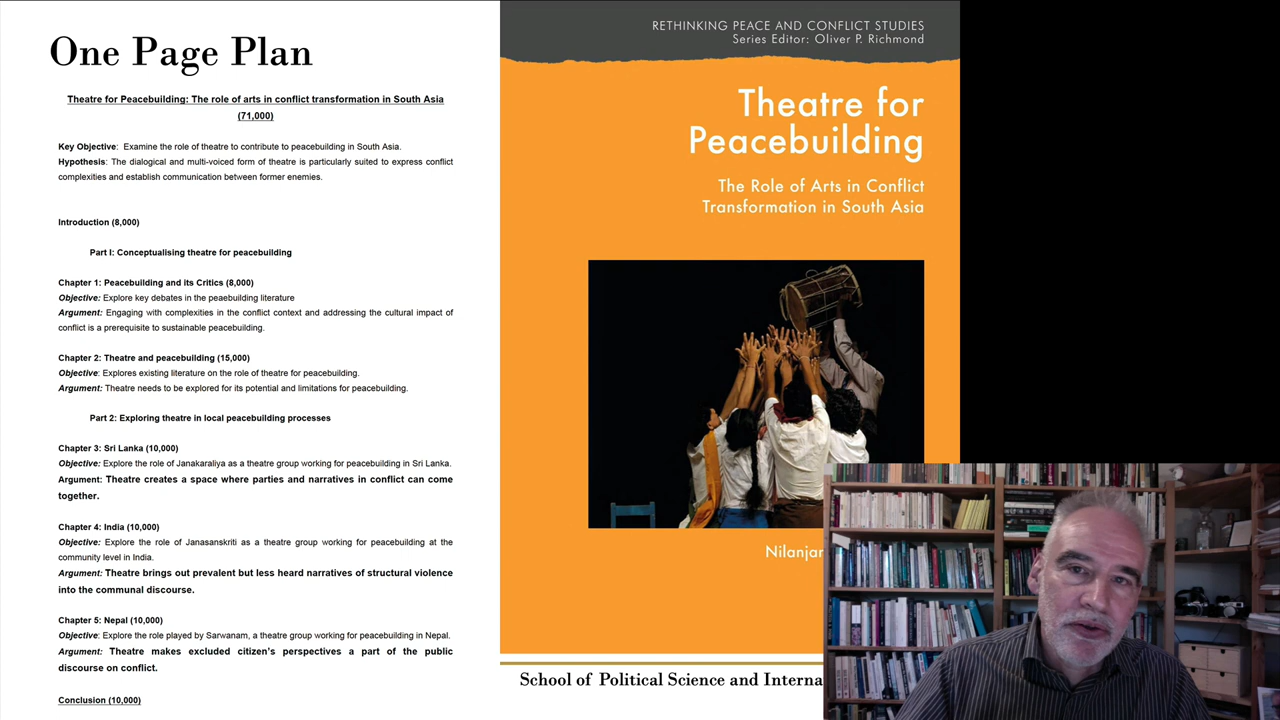 One Page Plan
Theatre for Peacebuilding: The role of arts in conflict transformation in South Asia
(71,000)
Key Objective: Examine the role of theatre to contribute to peacebuilding in South Asia.
Hypothesis: The dialogical and multi-voiced form of theatre is particularly suited to express conflict
complexities and establish communication between former enemies.
Introduction (8,000)
Part I: Conceptualising theatre for peacebuilding
Chapter 1: Peacebuilding and its Critics (8,000)
Objective: Explore key debates in the peaebuilding literature
Argument: Engaging with complexities in the conflict context and addressing the cultural impact of
conflict is a prerequisite to sustainable peacebuilding.
Chapter 2: Theatre and peacebuilding (15,000)
Objective: Explores existing literature on the role of theatre for peacebuilding.
Argument: Theatre needs to be explored for its potential and limitations for peacebuilding.
Part 2: Exploring theatre in local peacebuilding processes
Chapter 3: Sri Lanka (10,000)
Objective: Explore the role of Janakaraliya as a theatre group working for peacebuilding in Sri Lanka.
Argument: Theatre creates a space where parties and narratives in conflict can come
together.
Chapter 4: India (10,000)
Objective: Explore the role of Janasanskriti as a theatre group working for peacebuilding at the
community level in India.
Argument: Theatre brings out prevalent but less heard narratives of structural violence
into the communal discourse.
Chapter 5: Nepal (10,000)
Objective: Explore the role played by Sarwanam, a theatre group working for peacebuilding in Nepal.
Argument: Theatre makes excluded citizen's perspectives a part of the public
discourse on conflict.
Conclusion (10,000)
RETHINKING PEACE AND CONFLICT STUDIES
Series Editor: Oliver P. Richmond
Theatre for
Peacebuilding
The Role of Arts in Conflict
Transformation in South Asia
Nilanjan
School of Political Science and Interna